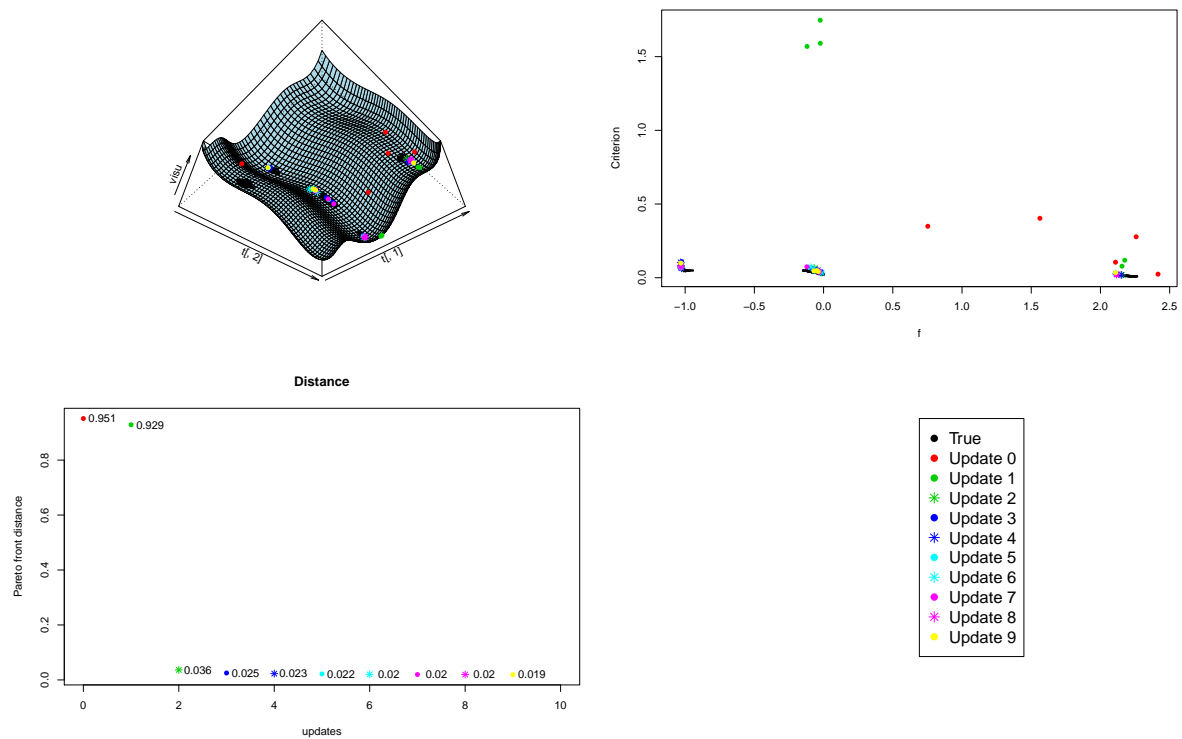 visu
t[, 2]
t[, 1]
Criterion
0.0
0.5
1.0
1.5
−1.0
−0.5
0.0
0.5
1.0
1.5
2.0
2.5
f
Distance
Pareto front distance
0.0
0.2
0.4
0.6
0.8
0.951
0.929
0.036
0.025
0.023
0.022
0.02
0.02
0.02
0.019
0
2
4
6
8
10
updates
True
Update 0
Update 1
Update 2
Update 3
Update 4
Update 5
Update 6
Update 7
Update 8
Update 9